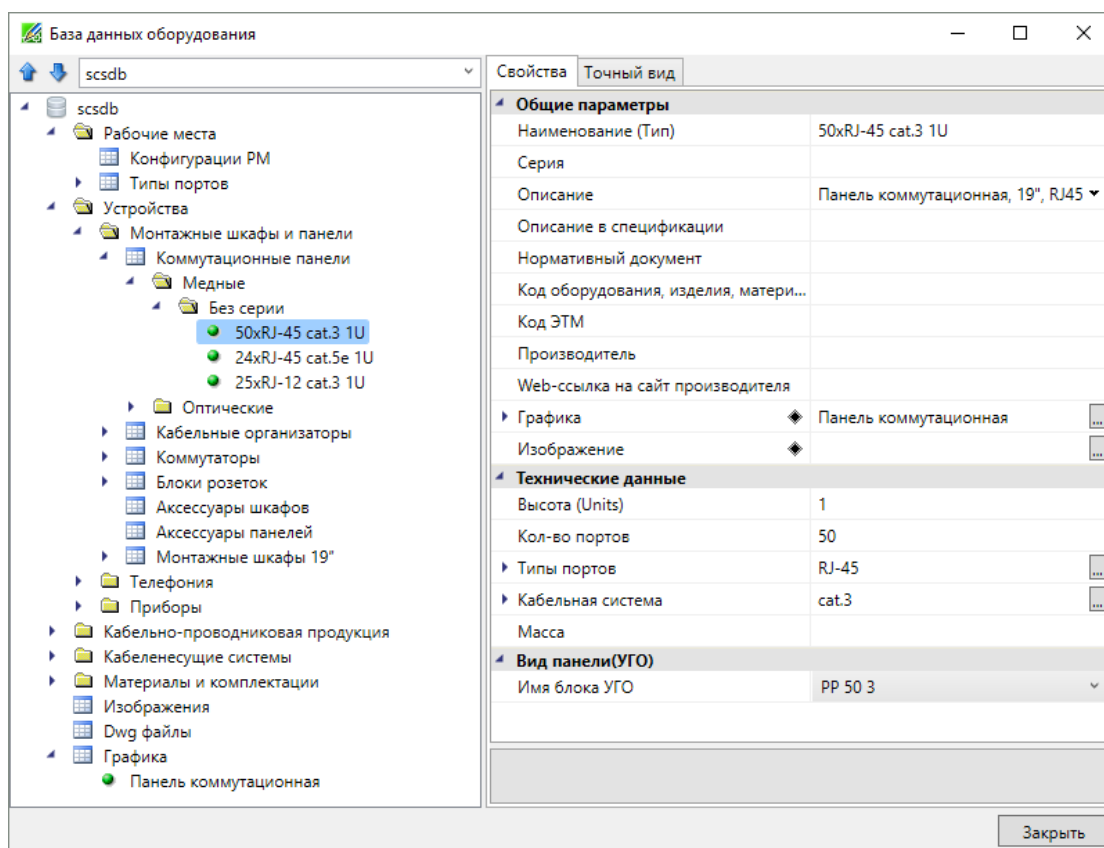 База данных оборудования
scsdb
scsdb
Рабочие места
Конфигурации РМ
Типы портов
Устройства
Монтажные шкафы и панели
Коммутационные панели
Медные
Без серии
50xRJ-45 cat.3 1U
24xRJ-45 cat.5e 1U
25xRJ-12 cat.3 1U
Оптические
Кабельные организаторы
Коммутаторы
Блоки розеток
Аксессуары шкафов
Аксессуары панелей
Монтажные шкафы 19"
Телефония
Приборы
Кабельно-проводниковая продукция
Кабеленесущие системы
Материалы и комплектации
Изображения
Dwg файлы
Графика
Панель коммутационная
Свойства Точный вид
Общие параметры
Наименование (Тип) 50xRJ-45 cat.3 1U
Серия
Описание Панель коммутационная, 19", RJ45
Описание в спецификации
Нормативный документ
Код оборудования, изделия, матери...
Код ЭТМ
Производитель
Web-ссылка на сайт производителя
Графика Панель коммутационная ...
Изображение ...
Технические данные
Высота (Units) 1
Кол-во портов 50
Типы портов RJ-45 ...
Кабельная система cat.3 ...
Масса
Вид панели(УГО)
Имя блока УГО PP 50 3
Закрыть